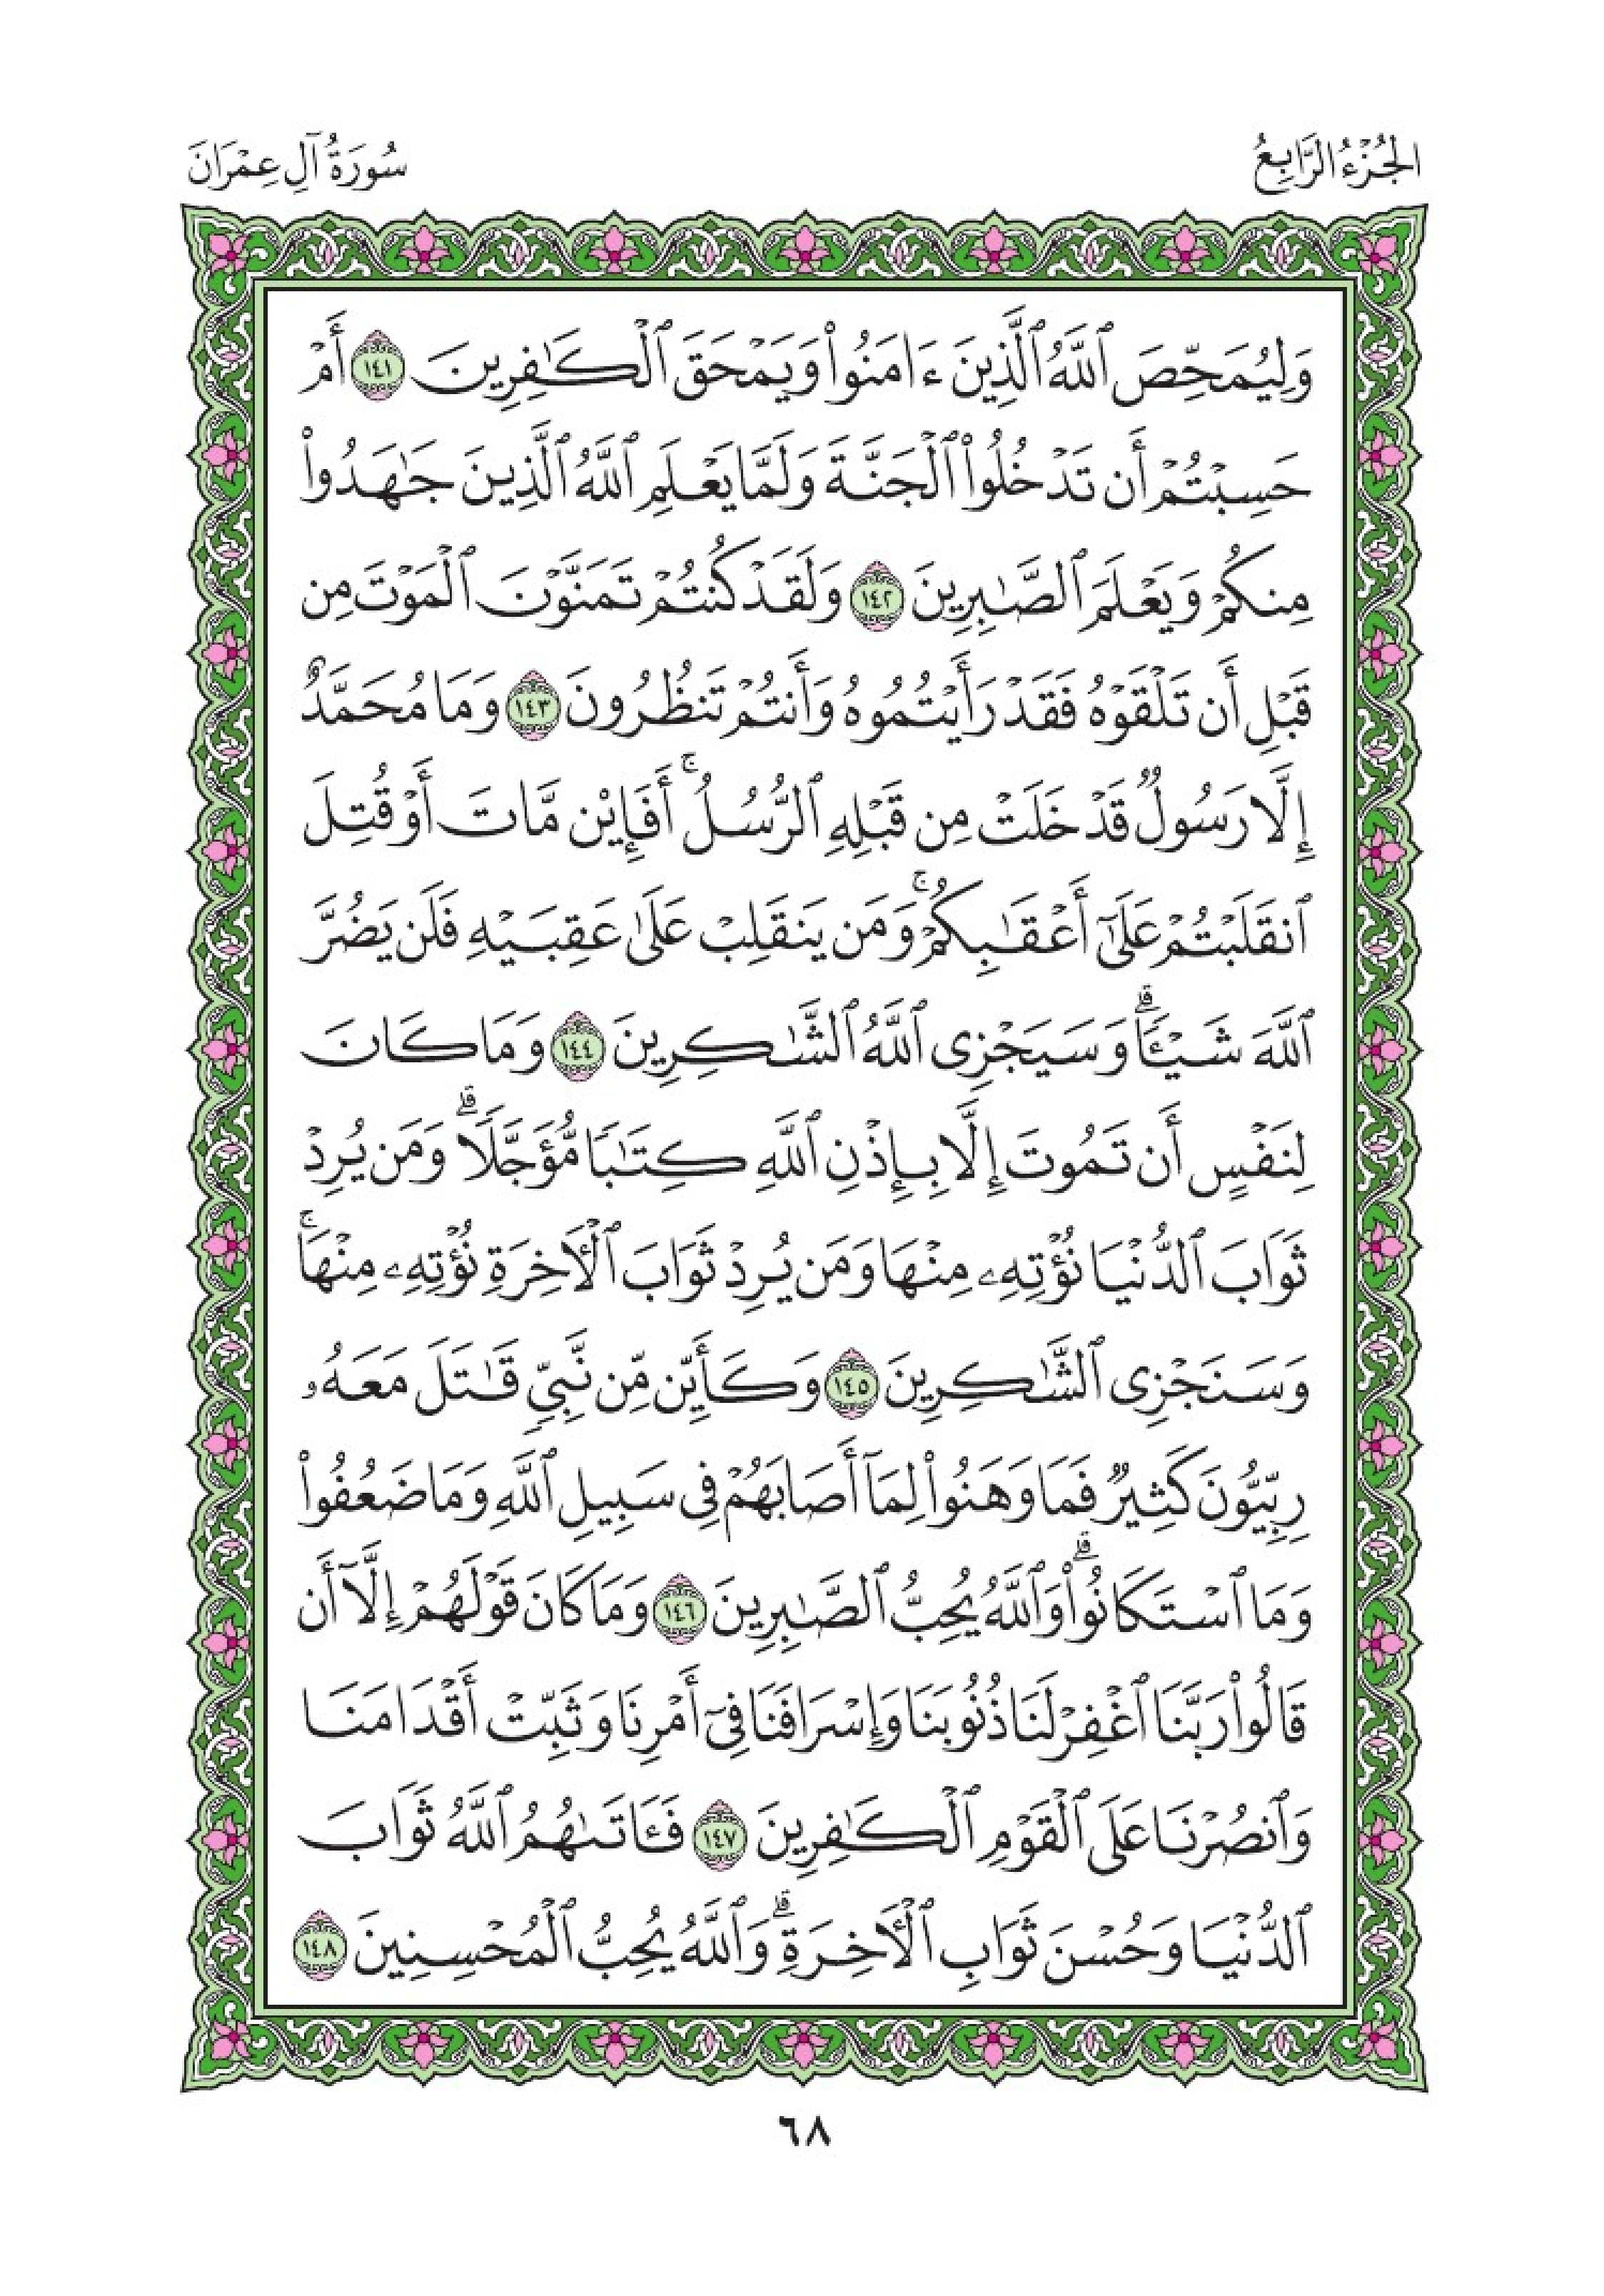 الجُزْءُ الرَّابِعُ
سُورَةُ آلِ عِمْرَانَ
وَلِيُمَحِّصَ ٱللَّهُ ٱلَّذِينَ ءَامَنُوا۟ وَيَمْحَقَ ٱلْكَـٰفِرِينَ ١٤١ أَمْ
حَسِبْتُمْ أَن تَدْخُلُوا۟ ٱلْجَنَّةَ وَلَمَّا يَعْلَمِ ٱللَّهُ ٱلَّذِينَ جَـٰهَدُوا۟
مِنكُمْ وَيَعْلَمَ ٱلصَّـٰبِرِينَ ١٤٢ وَلَقَدْ كُنتُمْ تَمَنَّوْنَ ٱلْمَوْتَ مِن
قَبْلِ أَن تَلْقَوْهُ فَقَدْ رَأَيْتُمُوهُ وَأَنتُمْ تَنظُرُونَ ١٤٣ وَمَا مُحَمَّدٌ
إِلَّا رَسُولٌ قَدْ خَلَتْ مِن قَبْلِهِ ٱلرُّسُلُ ۚ أَفَإِي۟ن مَّاتَ أَوْ قُتِلَ
ٱنقَلَبْتُمْ عَلَىٰٓ أَعْقَـٰبِكُمْ ۚ وَمَن يَنقَلِبْ عَلَىٰ عَقِبَيْهِ فَلَن يَضُرَّ
ٱللَّهَ شَيْـًٔا ۗ وَسَيَجْزِى ٱللَّهُ ٱلشَّـٰكِرِينَ ١٤٤ وَمَا كَانَ
لِنَفْسٍ أَن تَمُوتَ إِلَّا بِإِذْنِ ٱللَّهِ كِتَـٰبًا مُّؤَجَّلًا ۗ وَمَن يُرِدْ
ثَوَابَ ٱلدُّنْيَا نُؤْتِهِۦ مِنْهَا وَمَن يُرِدْ ثَوَابَ ٱلْـَٔاخِرَةِ نُؤْتِهِۦ مِنْهَا ۚ
وَسَنَجْزِى ٱلشَّـٰكِرِينَ ١٤٥ وَكَأَيِّن مِّن نَّبِىٍّ قَـٰتَلَ مَعَهُۥ
رِبِّيُّونَ كَثِيرٌ فَمَا وَهَنُوا۟ لِمَآ أَصَابَهُمْ فِى سَبِيلِ ٱللَّهِ وَمَا ضَعُفُوا۟
وَمَا ٱسْتَكَانُوا۟ ۗ وَٱللَّهُ يُحِبُّ ٱلصَّـٰبِرِينَ ١٤٦ وَمَا كَانَ قَوْلَهُمْ إِلَّآ أَن
قَالُوا۟ رَبَّنَا ٱغْفِرْ لَنَا ذُنُوبَنَا وَإِسْرَافَنَا فِىٓ أَمْرِنَا وَثَبِّتْ أَقْدَامَنَا
وَٱنصُرْنَا عَلَى ٱلْقَوْمِ ٱلْكَـٰفِرِينَ ١٤٧ فَـَٔاتَىٰهُمُ ٱللَّهُ ثَوَابَ
ٱلدُّنْيَا وَحُسْنَ ثَوَابِ ٱلْـَٔاخِرَةِ ۗ وَٱللَّهُ يُحِبُّ ٱلْمُحْسِنِينَ ١٤٨
٦٨